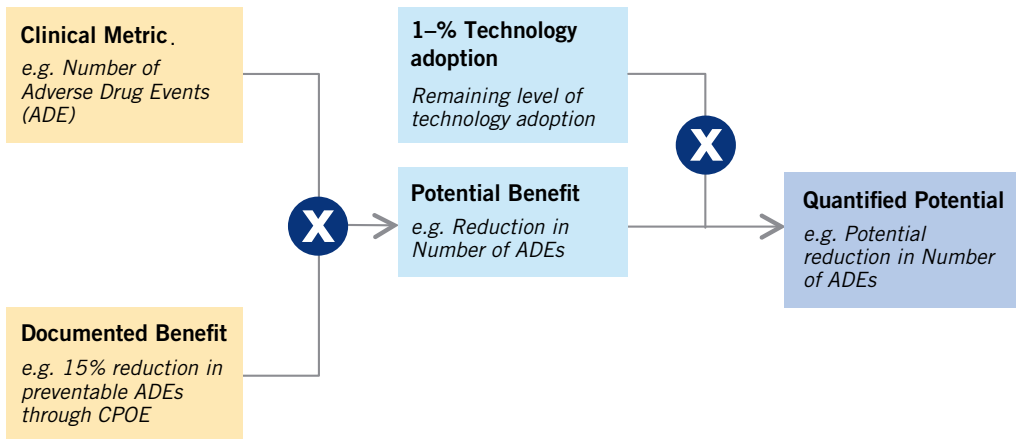 Clinical Metric.
e.g. Number of
Adverse Drug Events
(ADE)
1–% Technology
adoption
Remaining level of
technology adoption
X
X
Potential Benefit
e.g. Reduction in
Number of ADEs
Quantified Potential
e.g. Potential
reduction in Number
of ADEs
Documented Benefit
e.g. 15% reduction in
preventable ADEs
through CPOE